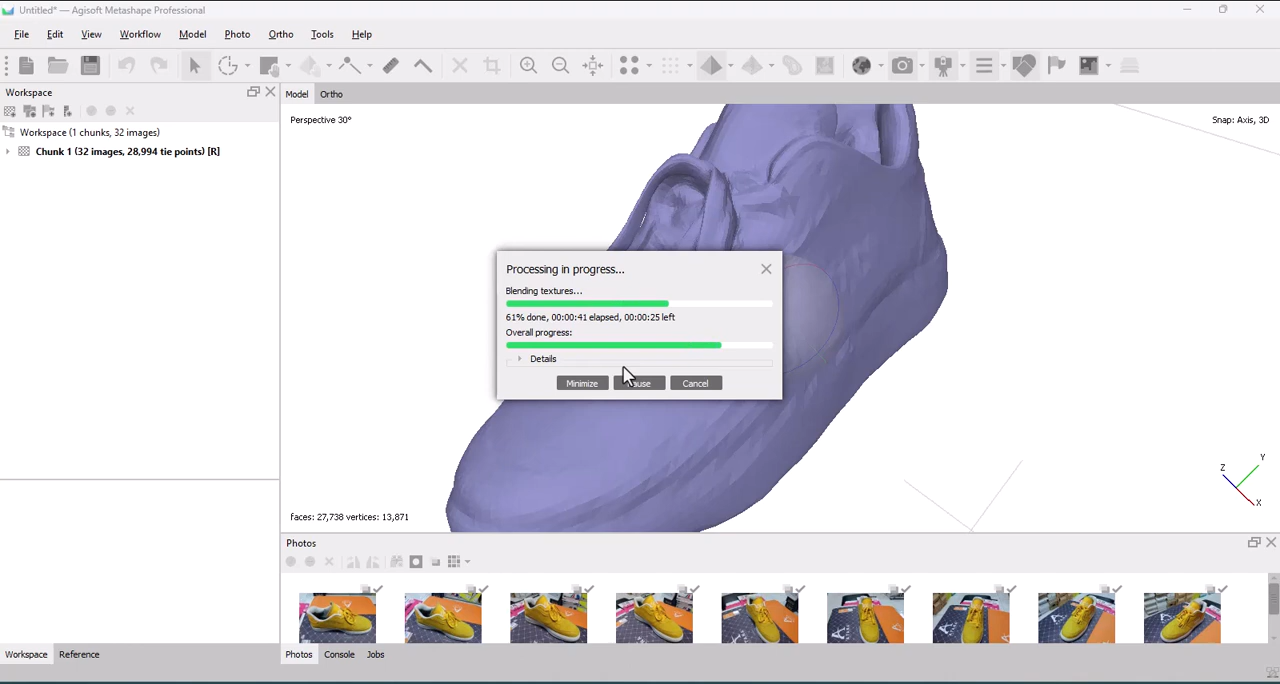 Untitled* — Agisoft Metashape Professional
File Edit View Workflow Model Photo Ortho Tools Help
Workspace
Model Ortho
Workspace (1 chunks, 32 images)
Chunk 1 (32 images, 28,994 tie points) [R]
Perspective 30°
Snap: Axis, 3D
Processing in progress...
Blending textures...
61% done, 00:00:41 elapsed, 00:00:25 left
Overall progress:
Details
Minimize Cancel
Z Y X
faces: 27,738 vertices: 13,871
Photos
Workspace Reference
Photos Console Jobs